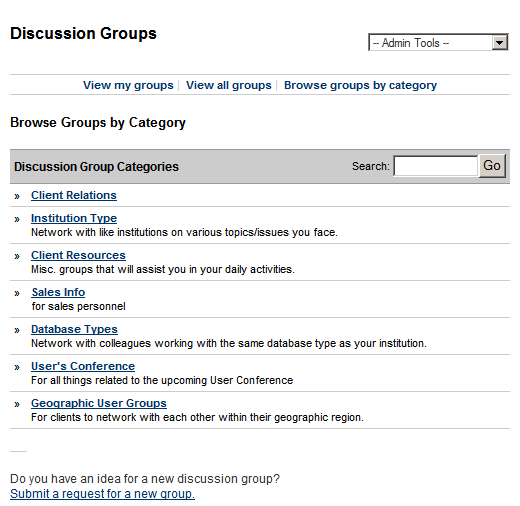 Discussion Groups
-- Admin Tools --
View my groups | View all groups | Browse groups by category
Browse Groups by Category
Discussion Group Categories Search: Go
» Client Relations
» Institution Type
Network with like institutions on various topics/issues you face.
» Client Resources
Misc. groups that will assist you in your daily activities.
» Sales Info
for sales personnel
» Database Types
Network with colleagues working with the same database type as your institution.
» User's Conference
For all things related to the upcoming User Conference
» Geographic User Groups
For clients to network with each other within their geographic region.
Do you have an idea for a new discussion group?
Submit a request for a new group.